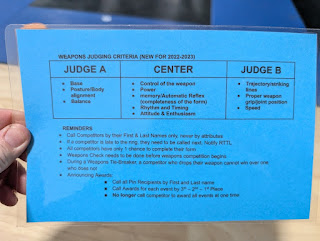 WEAPONS JUDGING CRITERIA (NEW FOR 2022-2023)
JUDGE A
CENTER
JUDGE B
• Base
• Posture/Body
alignment
• Balance
• Control of the weapon
• Power
• memory/Automatic Reflex
(completeness of the form)
• Rhythm and Timing
• Attitude & Enthusiasm
• Trajectory/striking
lines
• Proper weapon
grip/grip position
• Speed
REMINDERS
• Call Competitors by their First & Last Names only, never by attributes
• If a competitor is late to the ring, they need to be called next. Notify RTTL
• All competitors have only 1 chance to complete their form.
• Weapons Check needs to be done before weapons competition begins
• During a Weapons Tie-Breaker, a competitor who drops their weapon cannot win over one
who does not
• Announcing Awards:
• Call all Pin Recipients by First and Last name
• Call Awards for each event by 3rd - 2nd - 1st Place
• No longer call competitor to award all events at one time